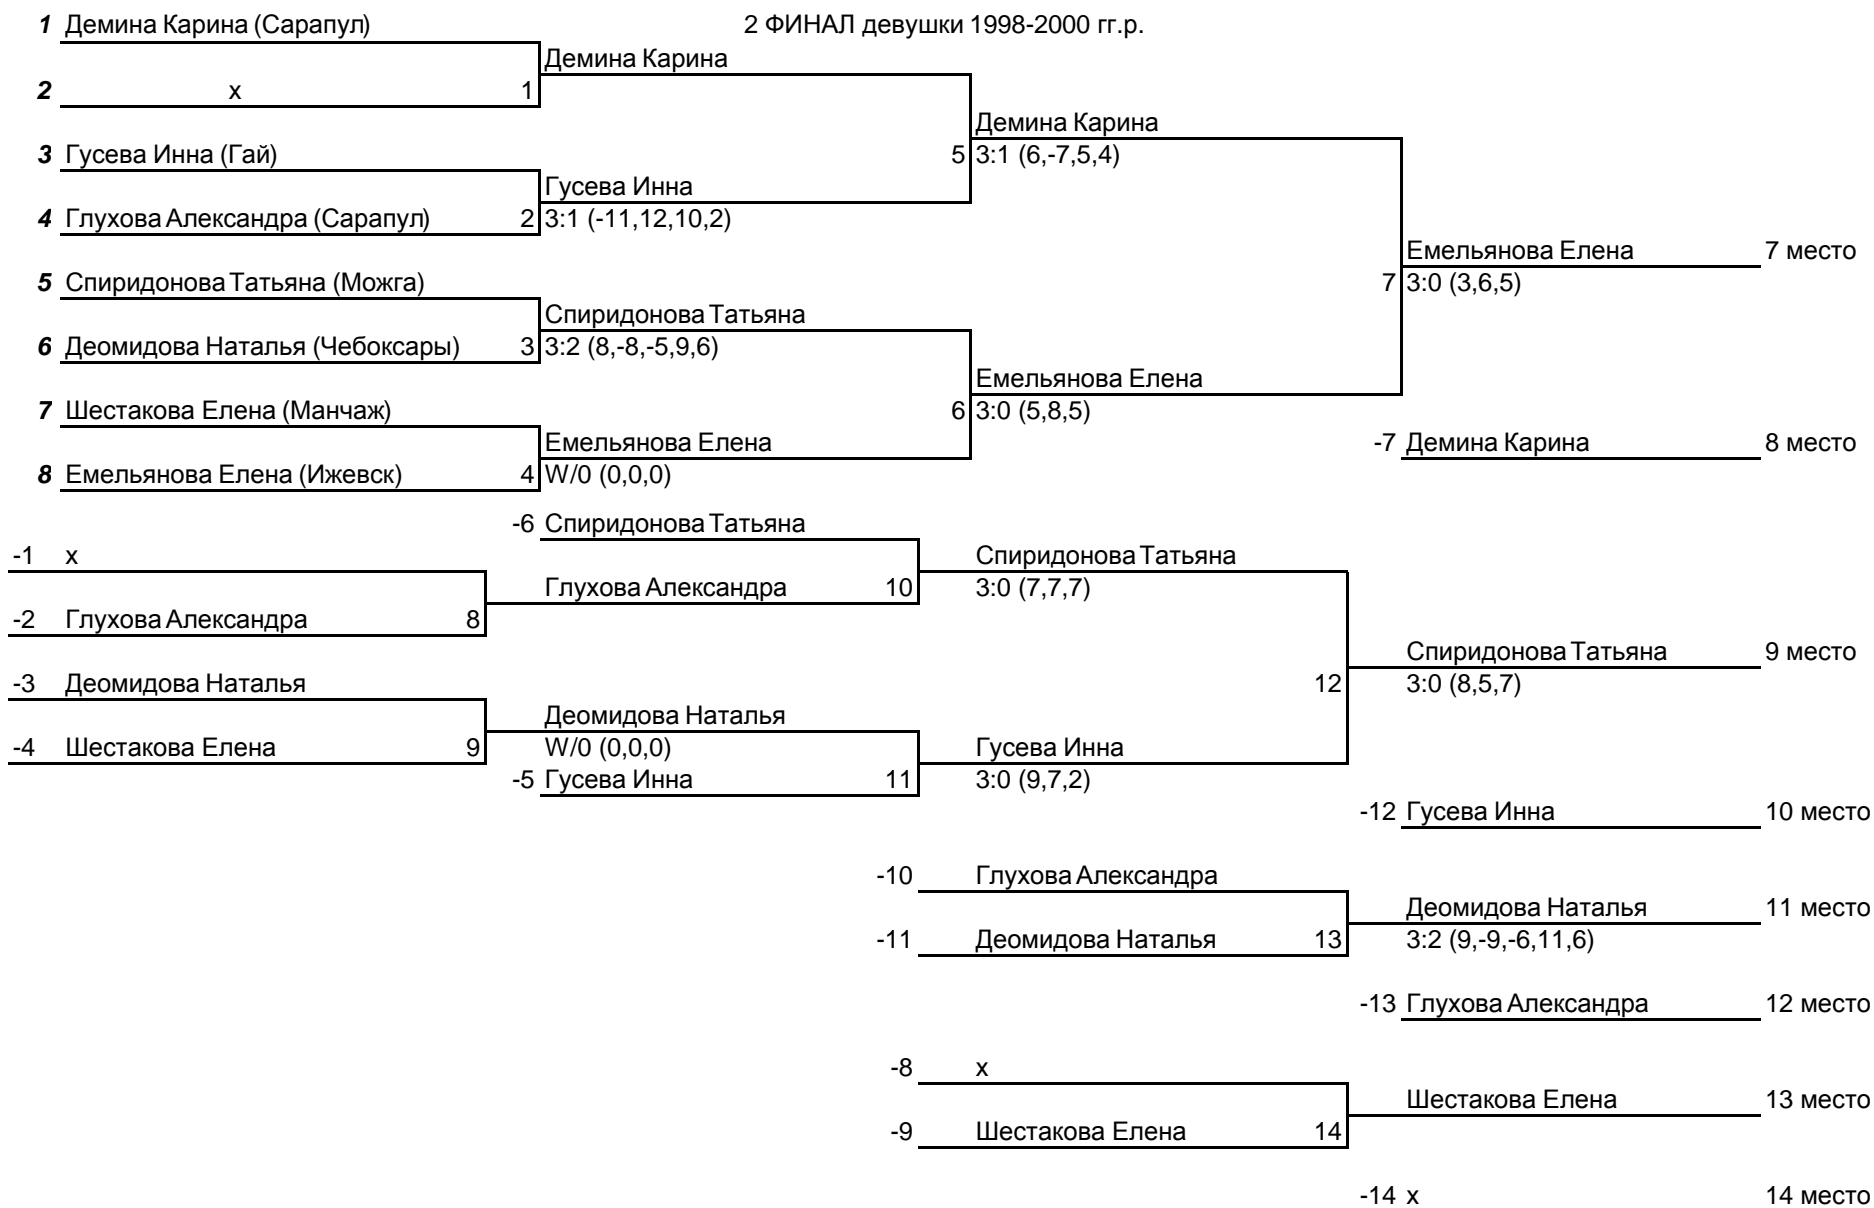 1 Демина Карина (Сарапул) 2 ФИНАЛ девушки 1998-2000 гг.р.
Демина Карина
2 x 1
Демина Карина
3 Гусева Инна (Гай) 5 3:1 (6,-7,5,4)
Гусева Инна
4 Глухова Александра (Сарапул) 2 3:1 (-11,12,10,2)
Емельянова Елена 7 место
5 Спиридонова Татьяна (Можга) 7 3:0 (3,6,5)
Спиридонова Татьяна
6 Деомидова Наталья (Чебоксары) 3 3:2 (8,-8,-5,9,6)
Емельянова Елена
7 Шестакова Елена (Манчаж) 6 3:0 (5,8,5)
Емельянова Елена -7 Демина Карина 8 место
8 Емельянова Елена (Ижевск) 4 W/0 (0,0,0)
-6 Спиридонова Татьяна
-1 x Спиридонова Татьяна
Глухова Александра 10 3:0 (7,7,7)
-2 Глухова Александра 8
Спиридонова Татьяна 9 место
-3 Деомидова Наталья 12 3:0 (8,5,7)
Деомидова Наталья
-4 Шестакова Елена 9 W/0 (0,0,0) Гусева Инна
-5 Гусева Инна 11 3:0 (9,7,2)
-12 Гусева Инна 10 место
-10 Глухова Александра
Деомидова Наталья 11 место
-11 Деомидова Наталья 13 3:2 (9,-9,-6,11,6)
-13 Глухова Александра 12 место
-8 x
Шестакова Елена 13 место
-9 Шестакова Елена 14
-14 x 14 место